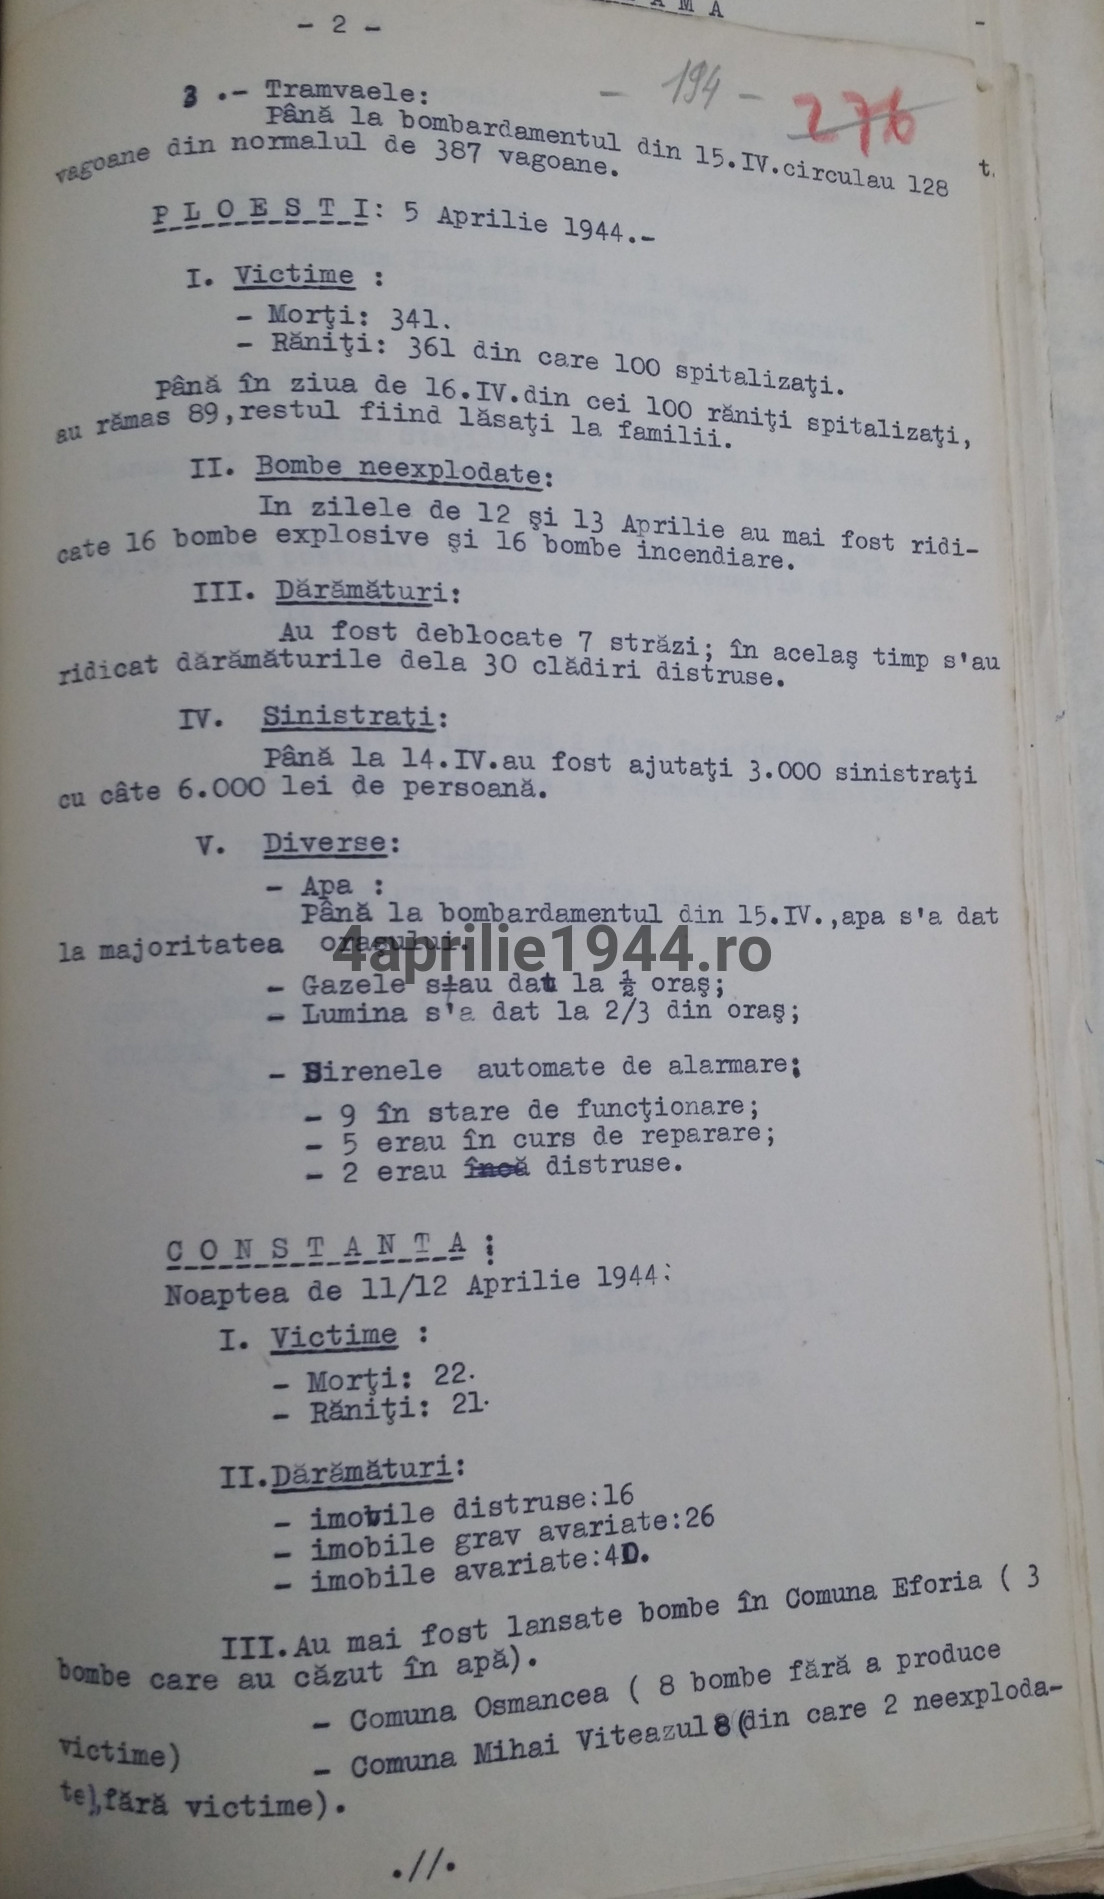 A M A
- 2 -
- 194 -
276
3 .- Tramvaele:
Până la bombardamentul din 15.IV.circulau 128
vagoane din normalul de 387 vagoane.
t.
P L O E S T I: 5 Aprilie 1944.-
I. Victime :
- Morţi: 341.
- Răniţi: 361 din care 100 spitalizaţi.
Până în ziua de 16.IV.din cei 100 răniţi spitalizaţi,
au rămas 89,restul fiind lăsaţi la familii.
II. Bombe neexplodate:
In zilele de 12 şi 13 Aprilie au mai fost ridi-
cate 16 bombe explosive şi 16 bombe incendiare.
III. Dărămături:
Au fost deblocate 7 străzi; în acelaş timp s'au
ridicat dărămăturile dela 30 clădiri distruse.
IV. Sinistraţi:
Până la 14.IV.au fost ajutaţi 3.000 sinistraţi
cu câte 6.000 lei de persoană.
V. Diverse:
- Apa :
Până la bombardamentul din 15.IV.,apa s'a dat
la majoritatea oraşului.
4aprilie1944.ro
- Gazele s'au dat la ½ oraş;
- Lumina s'a dat la 2/3 din oraş;
- Sirenele automate de alarmare;
- 9 în stare de funcţionare;
- 5 erau în curs de reparare;
- 2 erau încă distruse.
C O N S T A N T A :
Noaptea de 11/12 Aprilie 1944:
I. Victime :
- Morţi: 22.
- Răniţi: 21.
II.Dărămături:
- imobile distruse:16
- imobile grav avariate:26
- imobile avariate:40.
III.Au mai fost lansate bombe în Comuna Eforia ( 3
bombe care au căzut în apă).
- Comuna Osmancea ( 8 bombe fără a produce
victime)
- Comuna Mihai Viteazul 8(din care 2 neexploda-
te),fără victime).
.//.